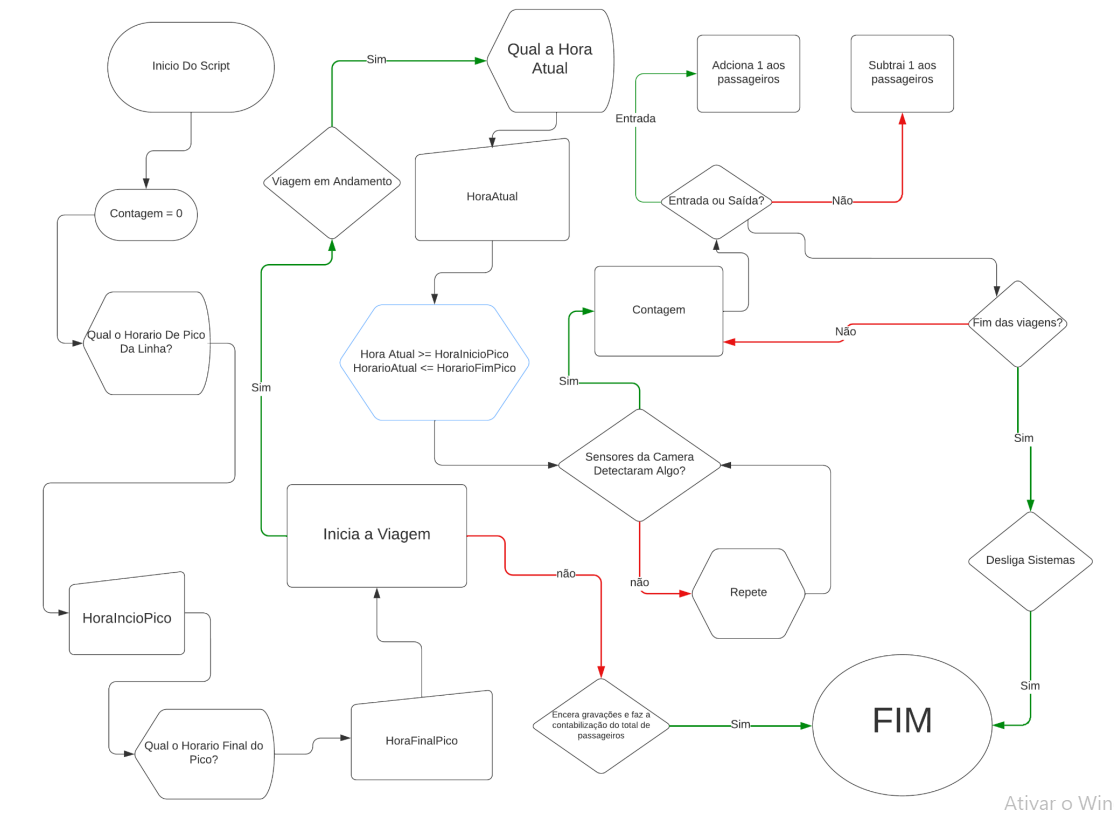 Inicio Do Script
Contagem = 0
Qual o Horario De Pico
Da Linha?
HoraIncioPico
Qual o Horario Final do
Pico?
HoraFinalPico
Inicia a Viagem
Sim
não
Viagem em Andamento
Sim
Qual a Hora
Atual
HoraAtual
Hora Atual >= HoraInicioPico
HorarioAtual <= HorarioFimPico
Sensores da Camera
Detectaram Algo?
Sim
não
Repete
Contagem
Entrada ou Saída?
Entrada
Adciona 1 aos
passageiros
Não
Subtrai 1 aos
passageiros
Fim das viagens?
Não
Sim
Desliga Sistemas
Sim
Encera gravações e faz a
contabilização do total de
passageiros
Sim
FIM
Ativar o Win